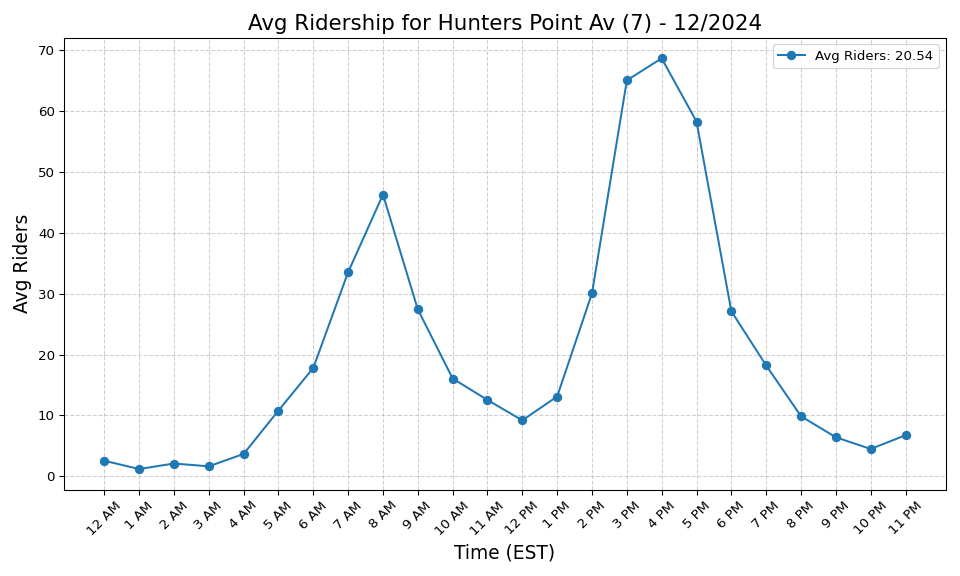 Avg Ridership for Hunters Point Av (7) - 12/2024
Avg Riders: 20.54
70
60
50
40
30
20
10
0
Avg Riders
12 AM
1 AM
2 AM
3 AM
4 AM
5 AM
6 AM
7 AM
8 AM
9 AM
10 AM
11 AM
12 PM
1 PM
2 PM
3 PM
4 PM
5 PM
6 PM
7 PM
8 PM
9 PM
10 PM
11 PM
Time (EST)